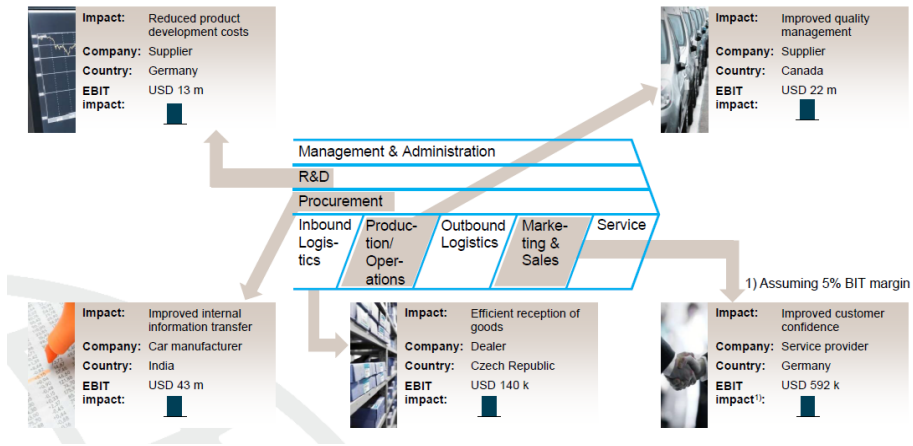 Impact: Reduced product
development costs
Company: Supplier
Country: Germany
EBIT USD 13 m
impact:
Impact: Improved quality
management
Company: Supplier
Country: Canada
EBIT USD 22 m
impact:
Management & Administration
R&D
Procurement
Inbound
Logis-
tics
Produc-
tion/
Oper-
ations
Outbound
Logistics
Marke-
ting &
Sales
Service
1) Assuming 5% BIT margin
Impact: Improved internal
information transfer
Company: Car manufacturer
Country: India
EBIT USD 43 m
impact:
Impact: Efficient reception of
goods
Company: Dealer
Country: Czech Republic
EBIT USD 140 k
impact:
Impact: Improved customer
confidence
Company: Service provider
Country: Germany
EBIT USD 592 k
impact1):